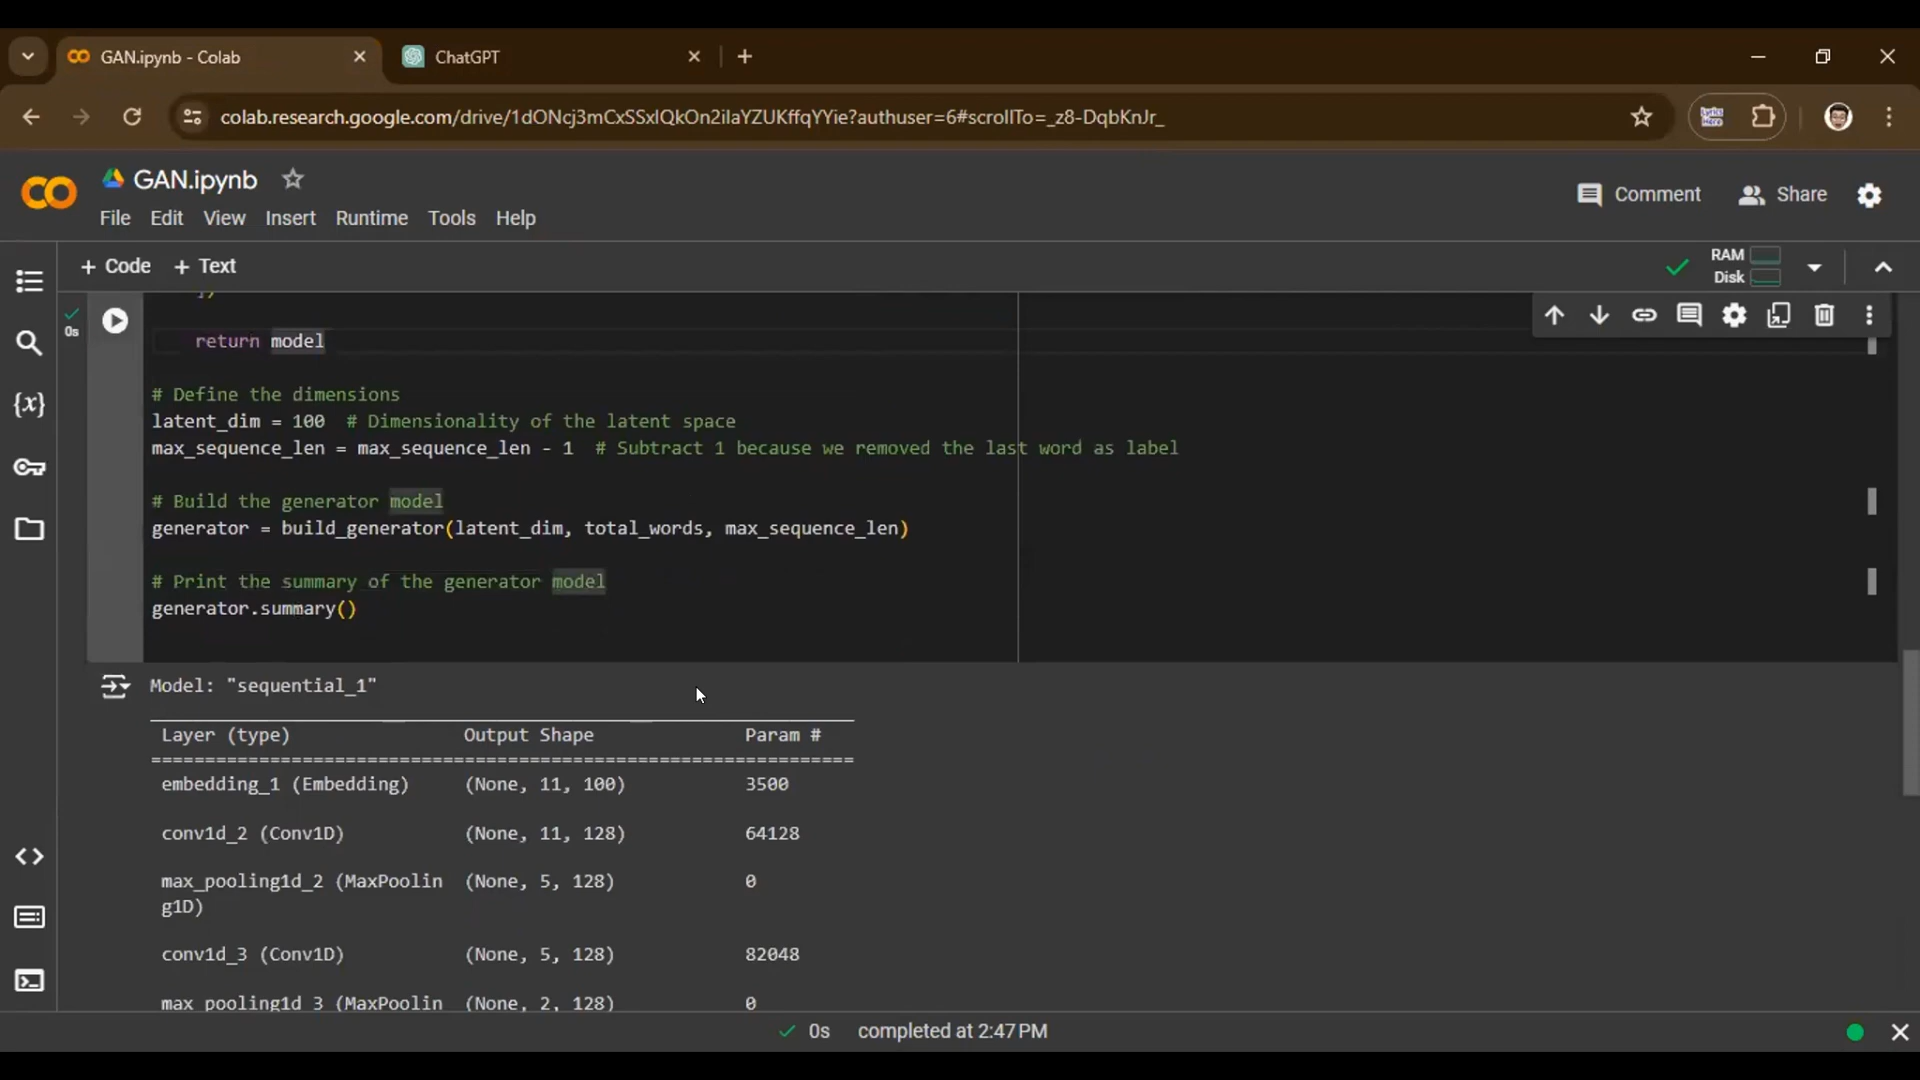 GAN.ipynb - Colab
ChatGPT
colab.research.google.com/drive/1dONcj3mCxSSxlQkOn2ilaYZUKffqYYie?authuser=6#scrollTo=_z8-DqbKnJr_
GAN.ipynb
Comment
Share
File Edit View Insert Runtime Tools Help
+ Code + Text
RAM
Disk
0s
return model
# Define the dimensions
latent_dim = 100  # Dimensionality of the latent space
max_sequence_len = max_sequence_len - 1  # Subtract 1 because we removed the last word as label
# Build the generator model
generator = build_generator(latent_dim, total_words, max_sequence_len)
# Print the summary of the generator model
generator.summary()
Model: "sequential_1"
Layer (type) Output Shape Param #
=================================================================
embedding_1 (Embedding) (None, 11, 100) 3500
conv1d_2 (Conv1D) (None, 11, 128) 64128
max_pooling1d_2 (MaxPoolin (None, 5, 128) 0
g1D)
conv1d_3 (Conv1D) (None, 5, 128) 82048
max_pooling1d_3 (MaxPoolin (None, 2, 128) 0
0s completed at 2:47 PM